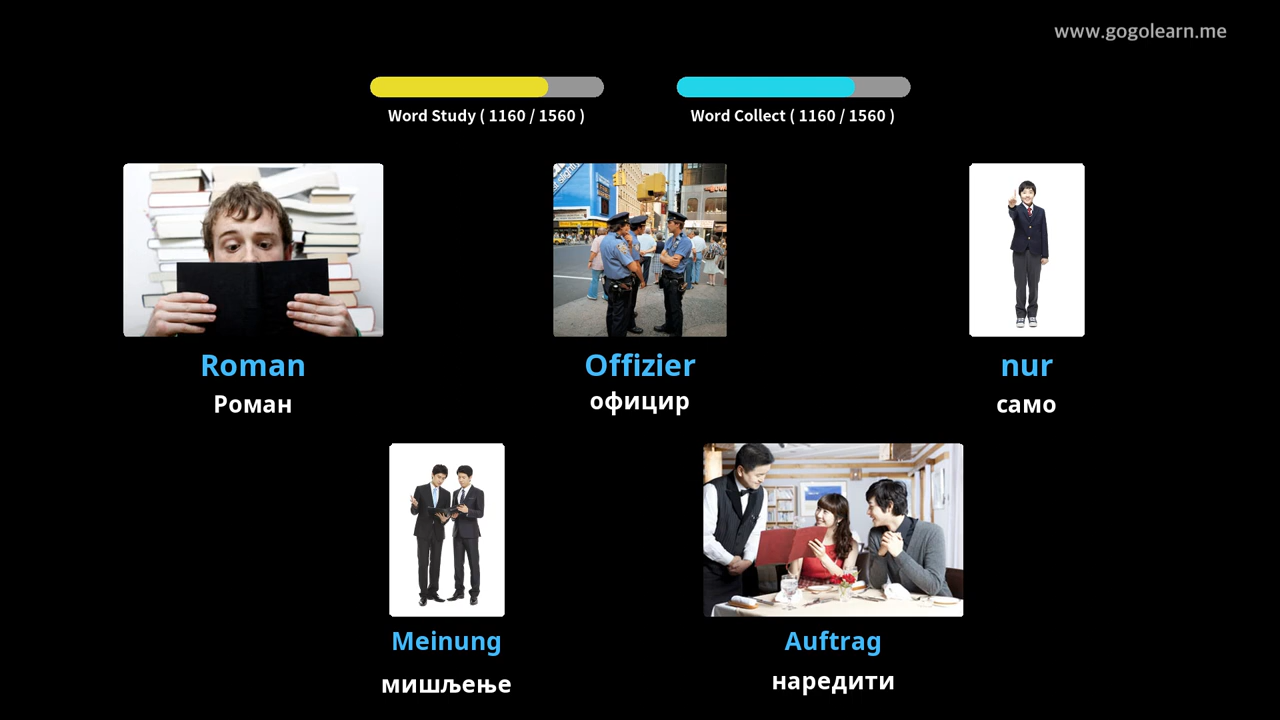 www.gogolearn.me
Word Study ( 1160 / 1560 )
Word Collect ( 1160 / 1560 )
Roman
Роман
Offizier
официр
nur
само
Meinung
мишљење
Auftrag
наредити